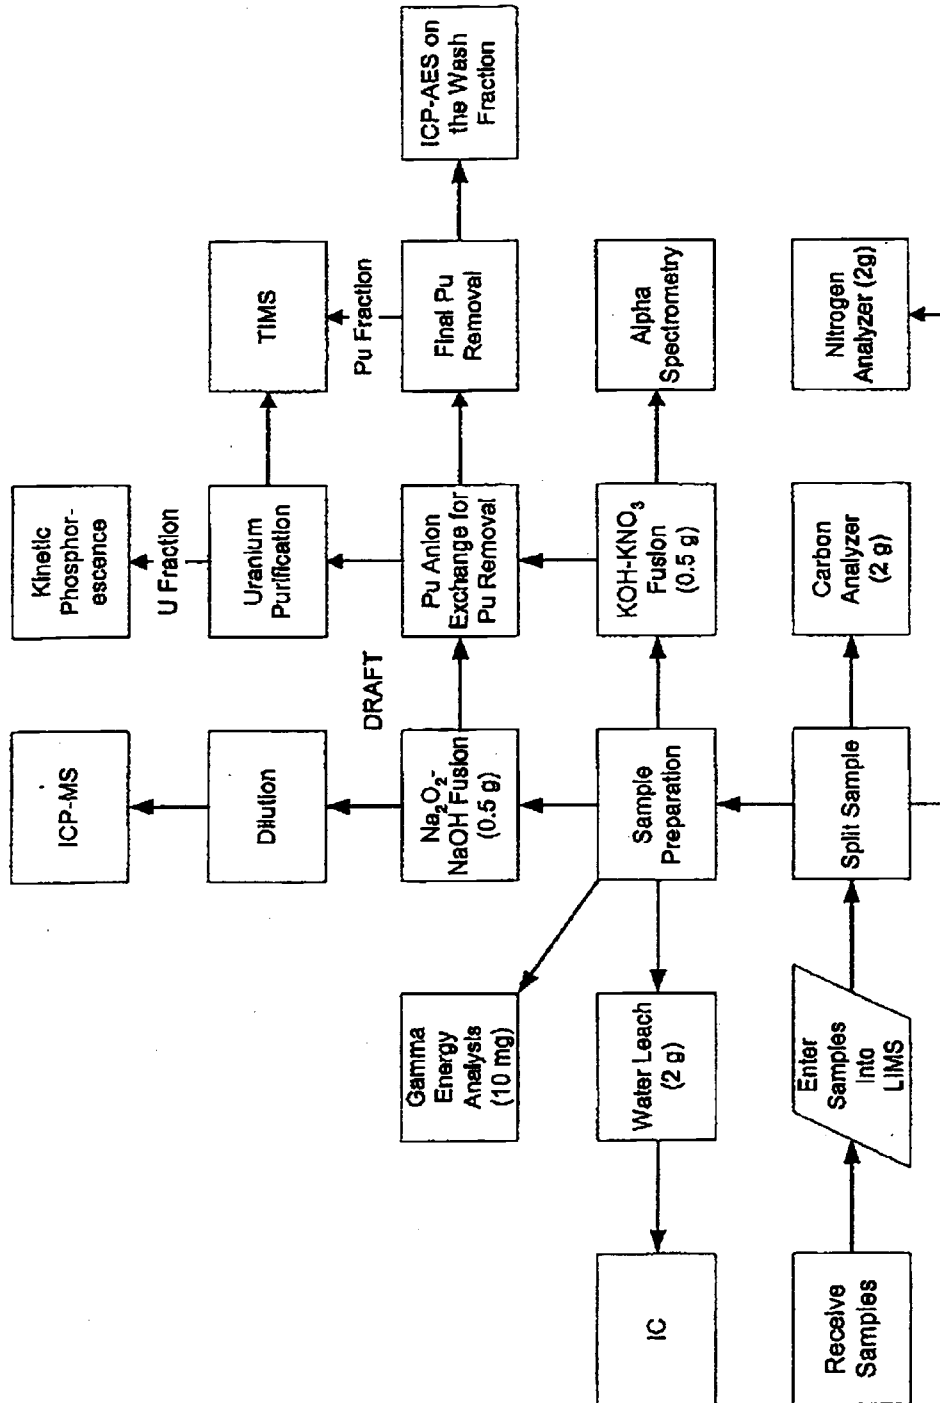 Kinetic
Phosphor-
escence
ICP-MS
U Fraction
TIMS
Uranium
Purification
Dilution
Pu Fraction
DRAFT
ICP-AES on
the Wash
Fraction
Final Pu
Removal
Pu Anion
Exchange for
Pu Removal
Na₂O₂-
NaOH Fusion
(0.5 g)
Gamma
Energy
Analysts
(10 mg)
Alpha
Spectrometry
KOH-KNO₃
Fusion
(0.5 g)
Sample
Preparation
Water Leach
(2 g)
IC
Nitrogen
Analyzer (2g)
Carbon
Analyzer
(2 g)
Split Sample
Enter
Samples
Into
LIMS
Receive
Samples